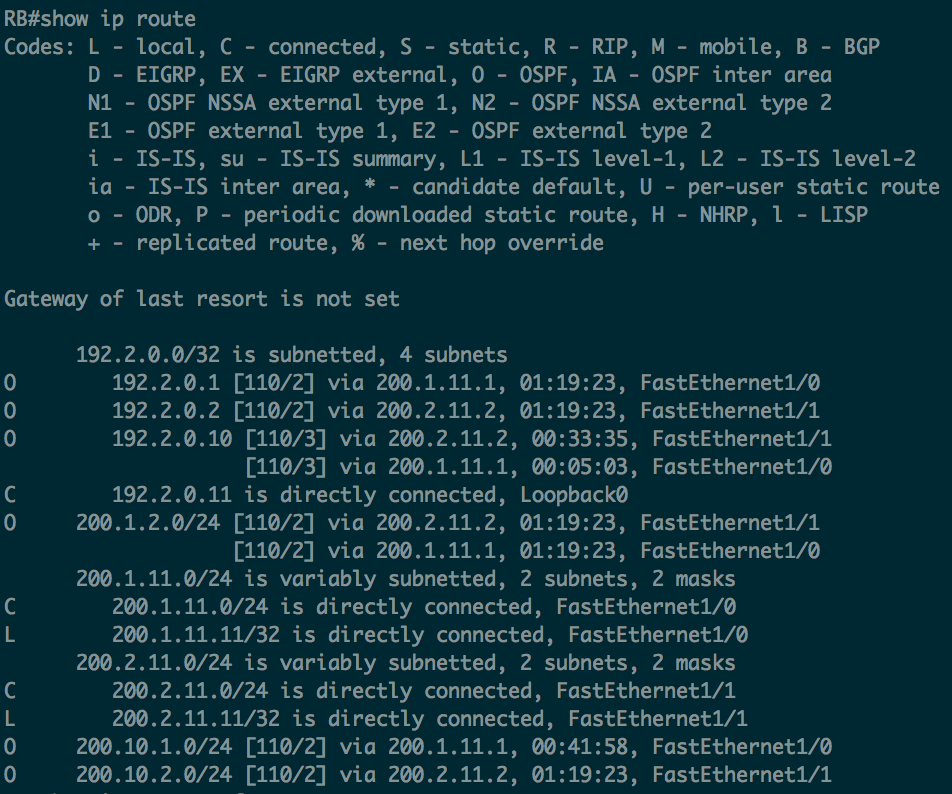 RB#show ip route
Codes: L - local, C - connected, S - static, R - RIP, M - mobile, B - BGP
       D - EIGRP, EX - EIGRP external, O - OSPF, IA - OSPF inter area
       N1 - OSPF NSSA external type 1, N2 - OSPF NSSA external type 2
       E1 - OSPF external type 1, E2 - OSPF external type 2
       i - IS-IS, su - IS-IS summary, L1 - IS-IS level-1, L2 - IS-IS level-2
       ia - IS-IS inter area, * - candidate default, U - per-user static route
       o - ODR, P - periodic downloaded static route, H - NHRP, l - LISP
       + - replicated route, % - next hop override

Gateway of last resort is not set

      192.2.0.0/32 is subnetted, 4 subnets
O        192.2.0.1 [110/2] via 200.1.11.1, 01:19:23, FastEthernet1/0
O        192.2.0.2 [110/2] via 200.2.11.2, 01:19:23, FastEthernet1/1
O        192.2.0.10 [110/3] via 200.2.11.2, 00:33:35, FastEthernet1/1
                    [110/3] via 200.1.11.1, 00:05:03, FastEthernet1/0
C        192.2.0.11 is directly connected, Loopback0
O     200.1.2.0/24 [110/2] via 200.2.11.2, 01:19:23, FastEthernet1/1
                   [110/2] via 200.1.11.1, 01:19:23, FastEthernet1/0
      200.1.11.0/24 is variably subnetted, 2 subnets, 2 masks
C        200.1.11.0/24 is directly connected, FastEthernet1/0
L        200.1.11.11/32 is directly connected, FastEthernet1/0
      200.2.11.0/24 is variably subnetted, 2 subnets, 2 masks
C        200.2.11.0/24 is directly connected, FastEthernet1/1
L        200.2.11.11/32 is directly connected, FastEthernet1/1
O     200.10.1.0/24 [110/2] via 200.1.11.1, 00:41:58, FastEthernet1/0
O     200.10.2.0/24 [110/2] via 200.2.11.2, 01:19:23, FastEthernet1/1